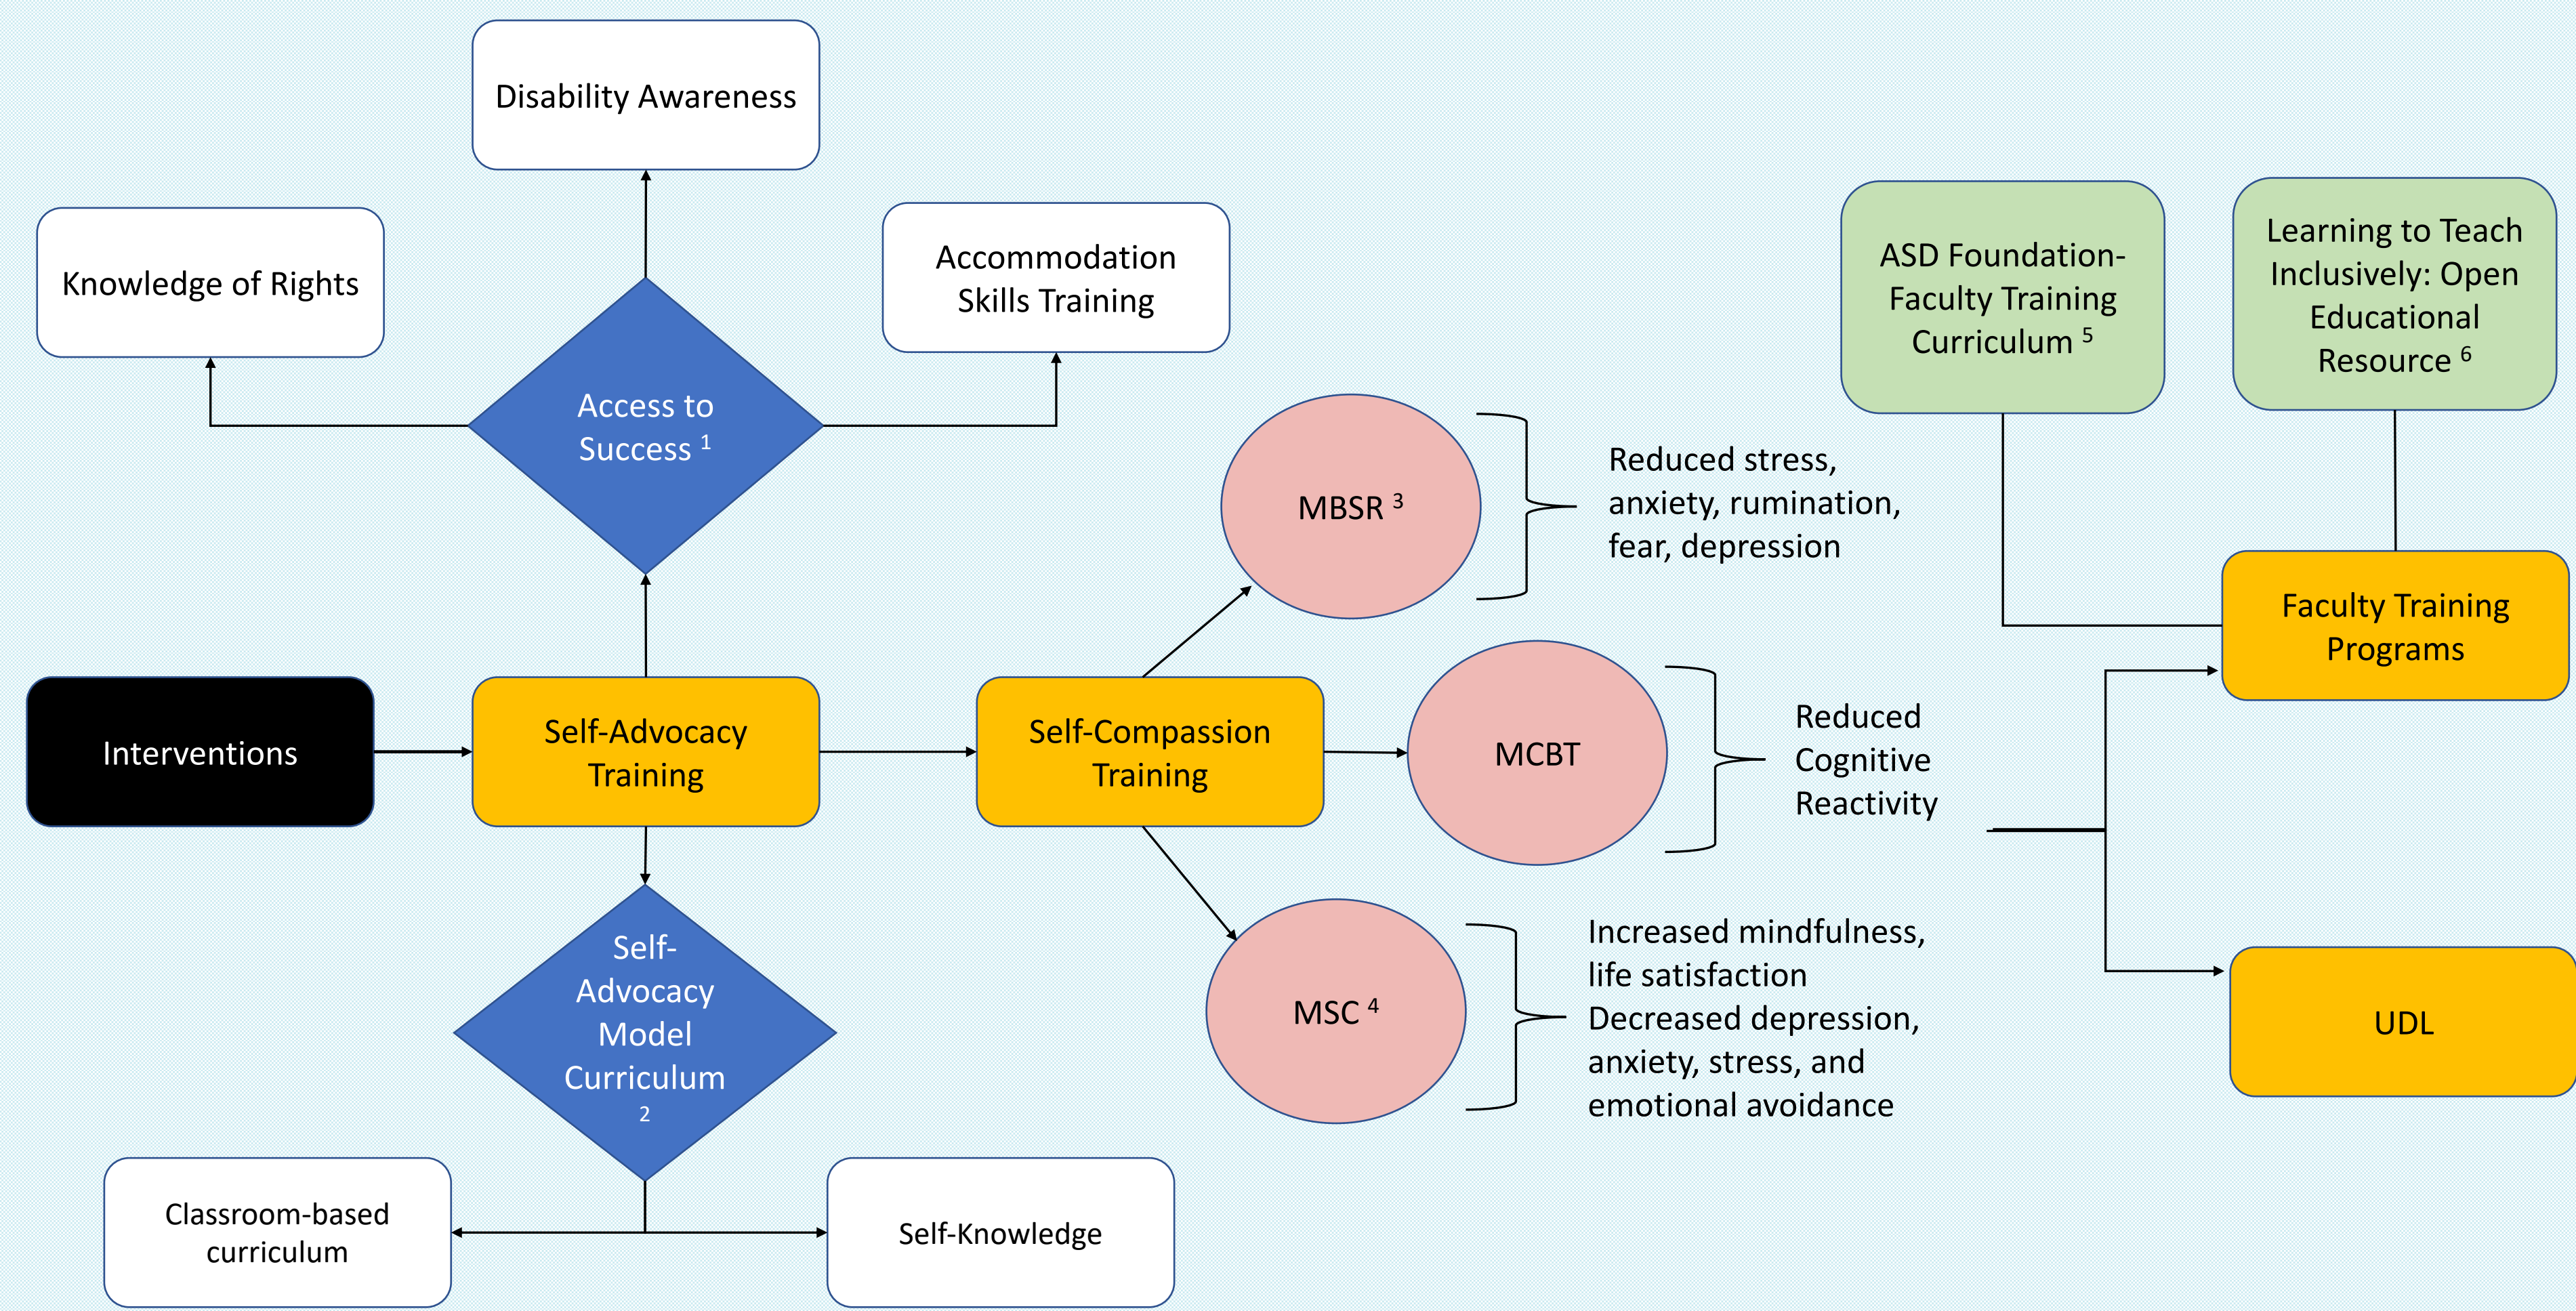 Disability Awareness
Knowledge of Rights
Accommodation
Skills Training
Access to
Success 1
ASD Foundation-
Faculty Training
Curriculum 5
Learning to Teach
Inclusively: Open
Educational
Resource 6
MBSR 3
Reduced stress,
anxiety, rumination,
fear, depression
Faculty Training
Programs
Interventions
Self-Advocacy
Training
Self-Compassion
Training
MCBT
Reduced
Cognitive
Reactivity
Self-
Advocacy
Model
Curriculum
2
MSC 4
Increased mindfulness,
life satisfaction
Decreased depression,
anxiety, stress, and
emotional avoidance
UDL
Classroom-based
curriculum
Self-Knowledge